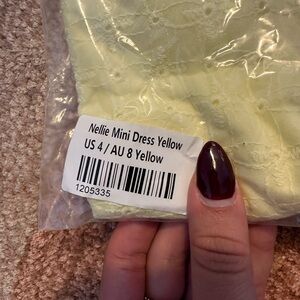 Nellie Mini Dress Yellow
US 4 / AU 8 Yellow
1205335